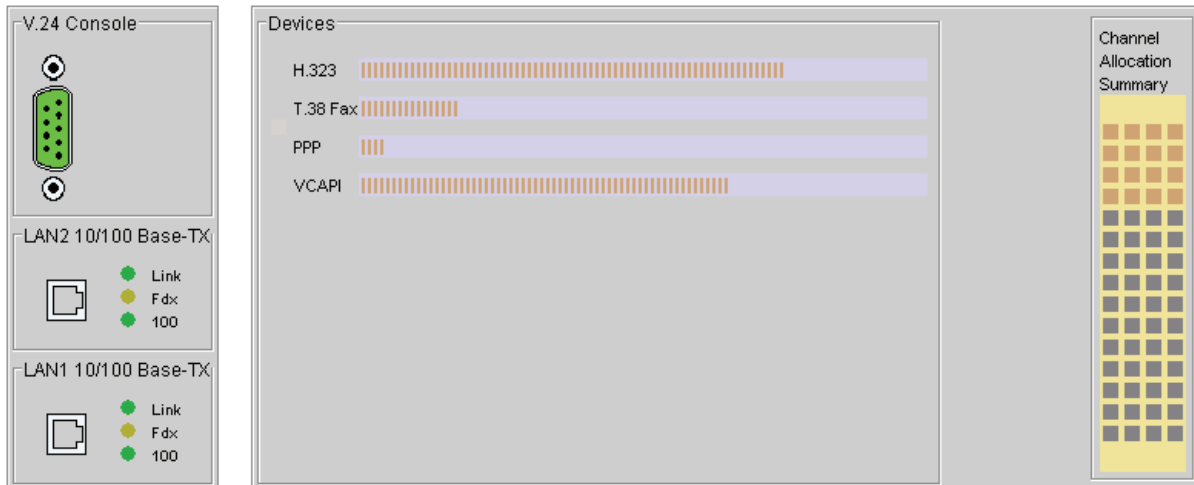 V.24 Console
LAN2 10/100 Base-TX
Link
Fdx
100
LAN1 10/100 Base-TX
Link
Fdx
100
Devices
H.323
T.38 Fax
PPP
VCAPI
Channel
Allocation
Summary